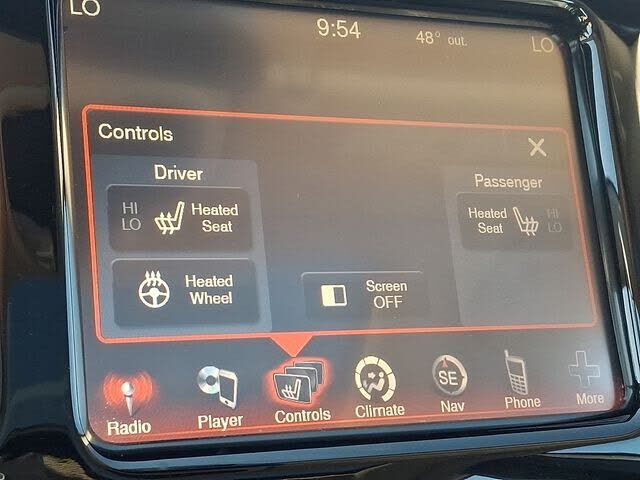 LO
9:54
48° out.
LO
Controls
Driver
Passenger
HI
LO
Heated
Seat
Heated
Seat
HI
LO
Heated
Wheel
Screen
OFF
SE
Radio
Player
Controls
Climate
Nav
Phone
More